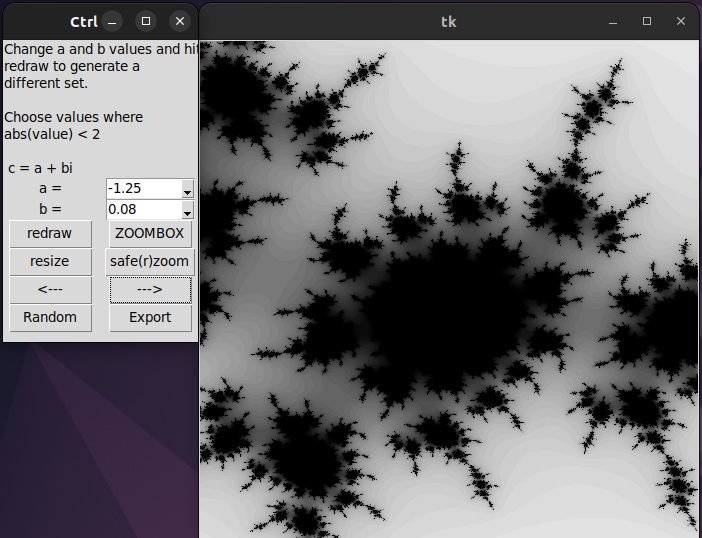 Ctrl
tk
Change a and b values and hit
redraw to generate a
different set.
Choose values where
abs(value) < 2
c = a + bi
a = -1.25
b = 0.08
redraw ZOOMBOX
resize safe(r)zoom
<--- --->
Random Export